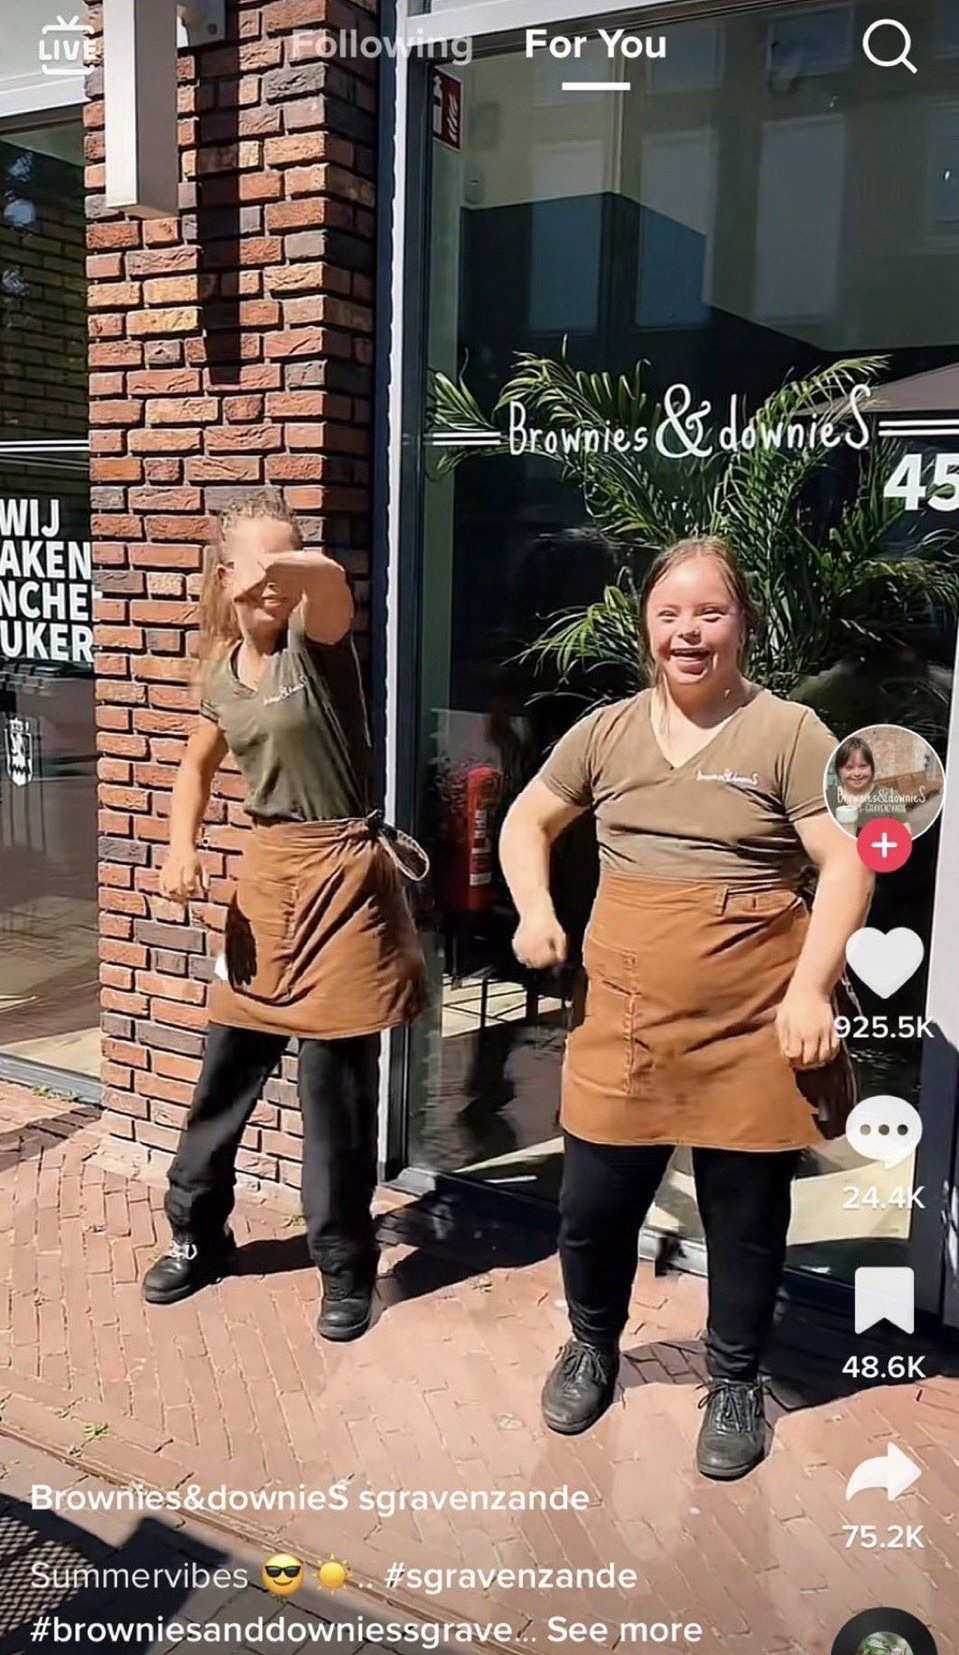 LIVE
Following For You
Brownies & downieS
45
WIJ
AKEN
NCHE
UKER
Brownies&downieS
925.5K
24.4K
48.6K
75.2K
Brownies&downieS sgravenzande
Summervibes 😎☀️.. #sgravenzande
#browniesanddowniessgrave... See more